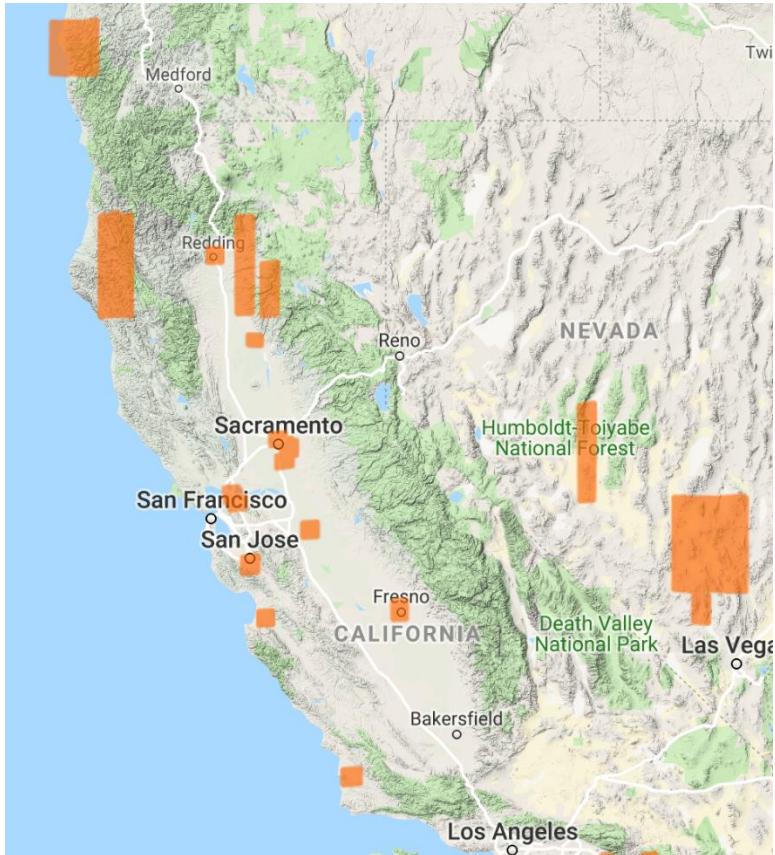 Medford
Twi
Redding
Reno
NEVADA
Sacramento
Humboldt-Toiyabe
National Forest
San Francisco
San Jose
Fresno
CALIFORNIA
Death Valley
National Park
Las Vega
Bakersfield
Los Angeles